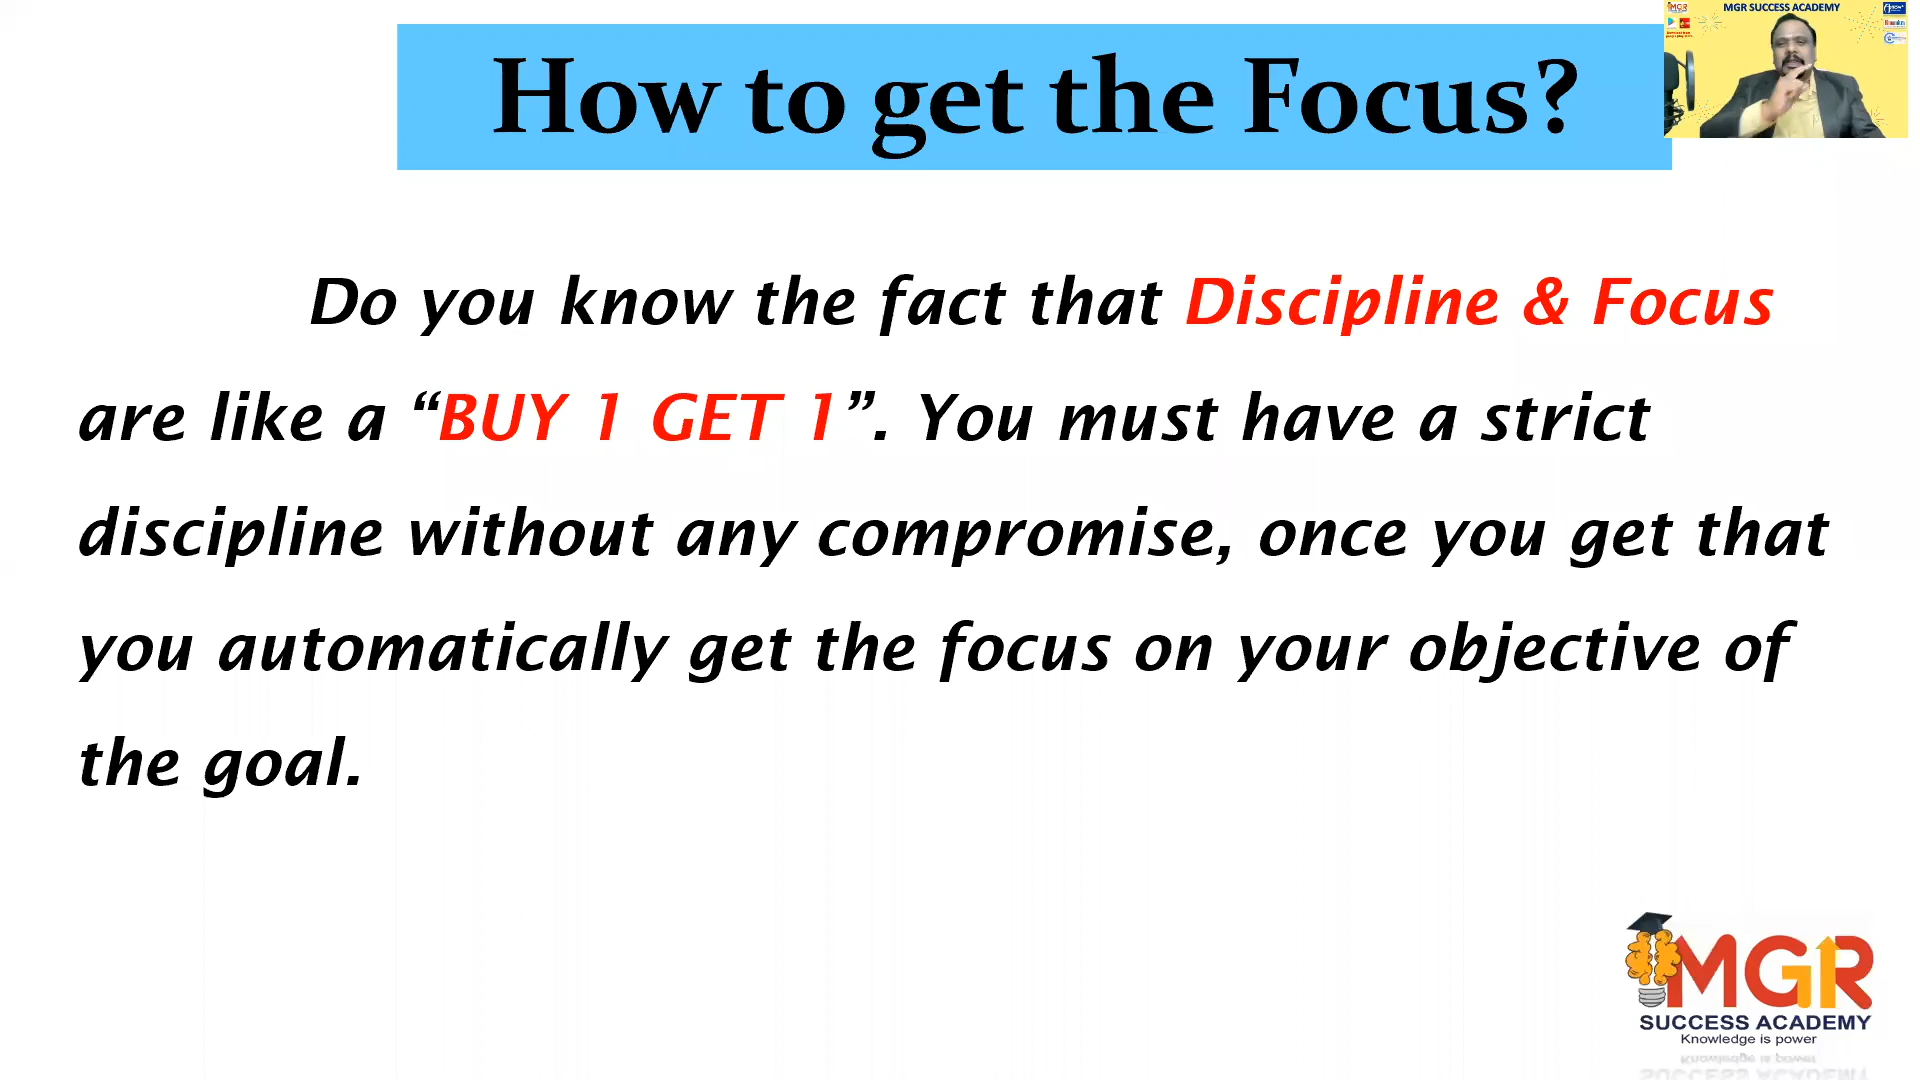 How to get the Focus?
MGR SUCCESS ACADEMY
Do you know the fact that Discipline & Focus
are like a “BUY 1 GET 1”. You must have a strict
discipline without any compromise, once you get that
you automatically get the focus on your objective of
the goal.
MGR
SUCCESS ACADEMY
Knowledge is power